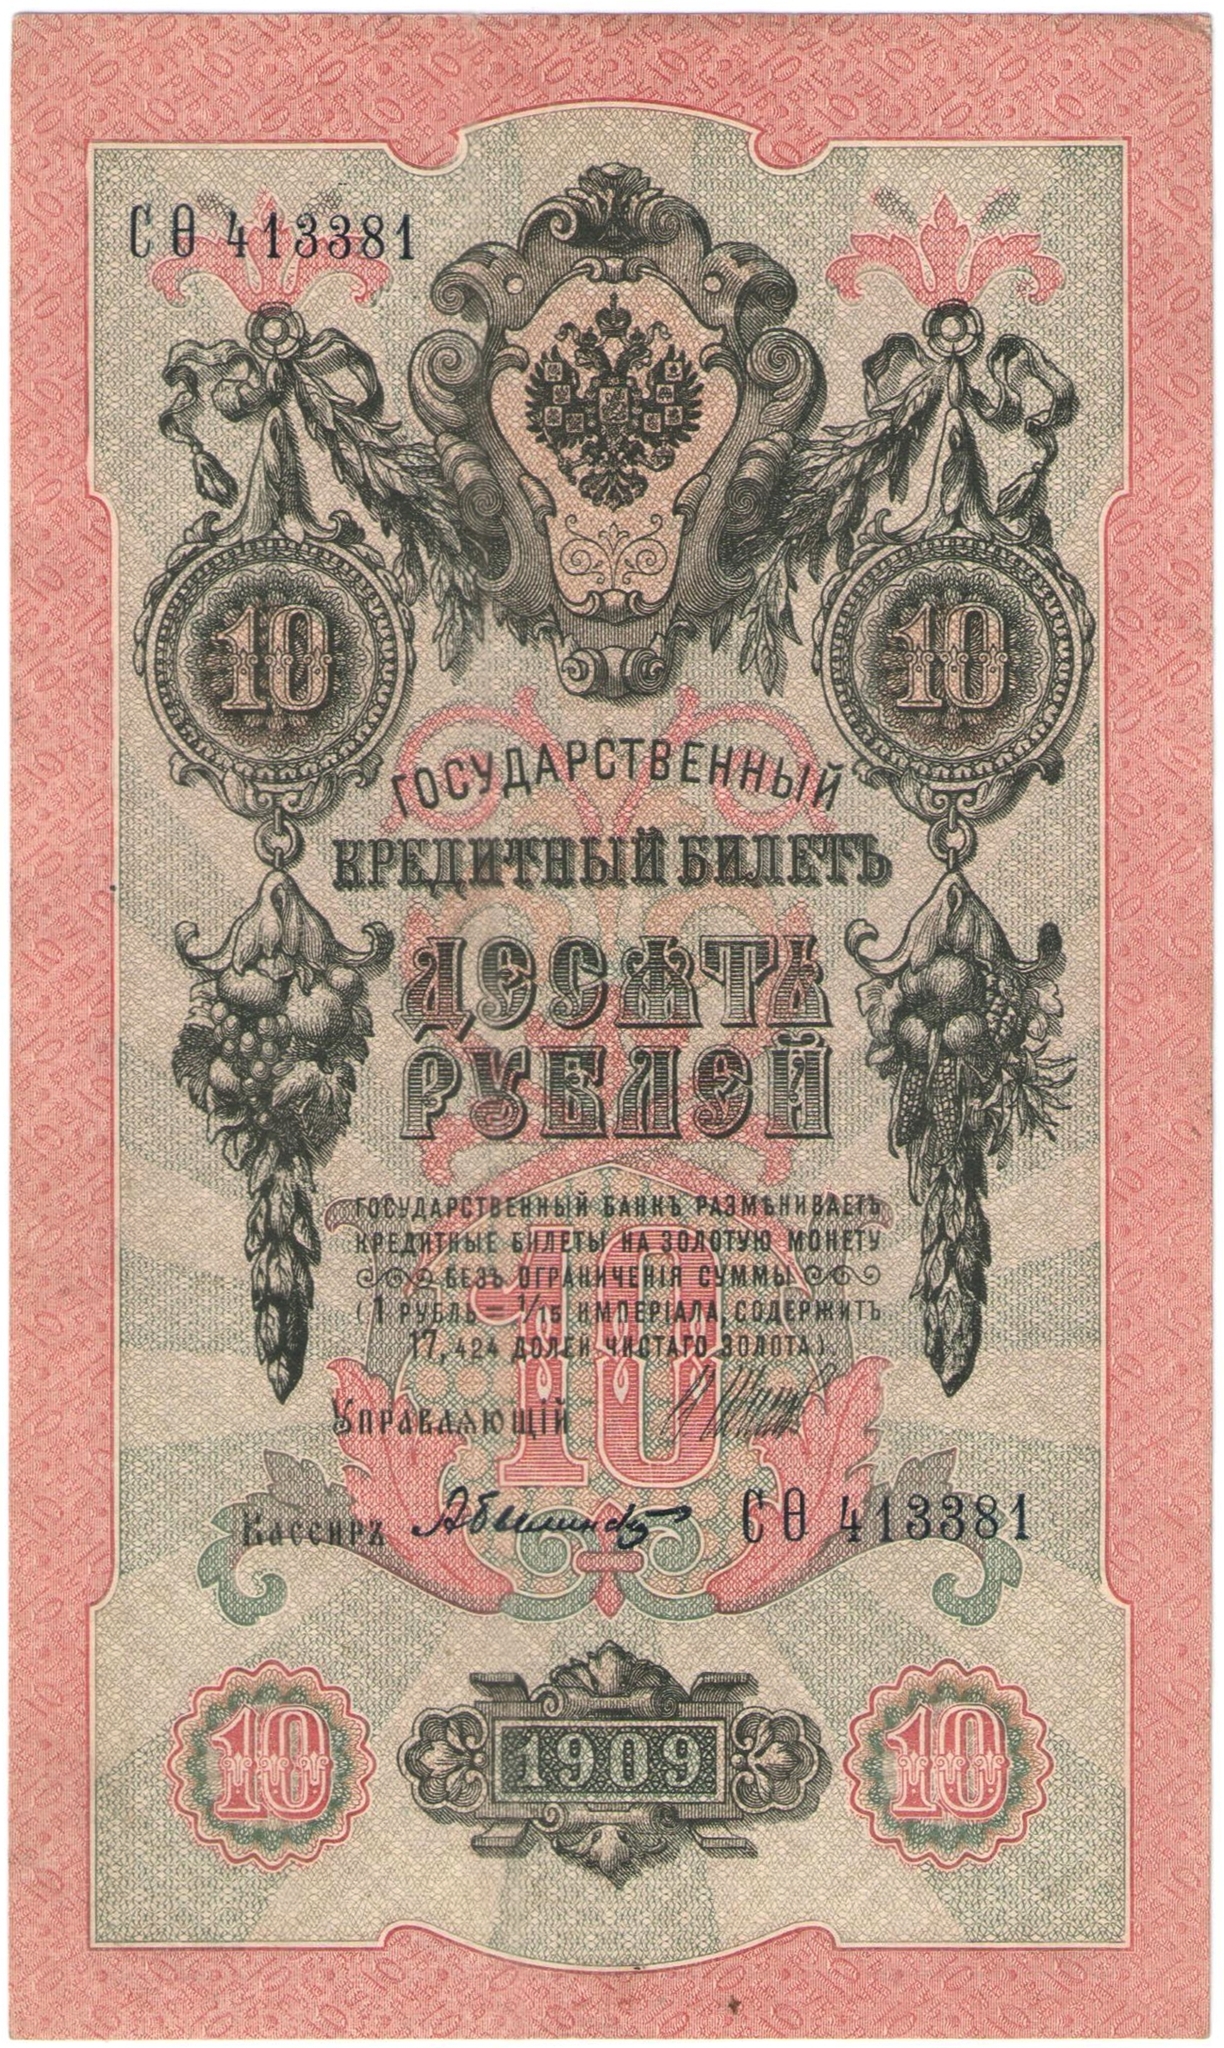 СѲ 413381
10 10
ГОСУДАРСТВЕННЫЙ
КРЕДИТНЫЙ БИЛЕТЪ
ДЕСЯТЬ
РУБЛЕЙ
ГОСУДАРСТВЕННЫЙ БАНКЪ РАЗМѢНИВАЕТЪ
КРЕДИТНЫЕ БИЛЕТЫ НА ЗОЛОТУЮ МОНЕТУ
БЕЗЪ ОГРАНИЧЕНІЯ СУММЫ
(1 РУБЛЬ = 1/15 ИМПЕРІАЛА, СОДЕРЖИТЪ
17,424 ДОЛЕЙ ЧИСТАГО ЗОЛОТА).
10
Управляющій
Кассиръ
СѲ 413381
10 1909 10